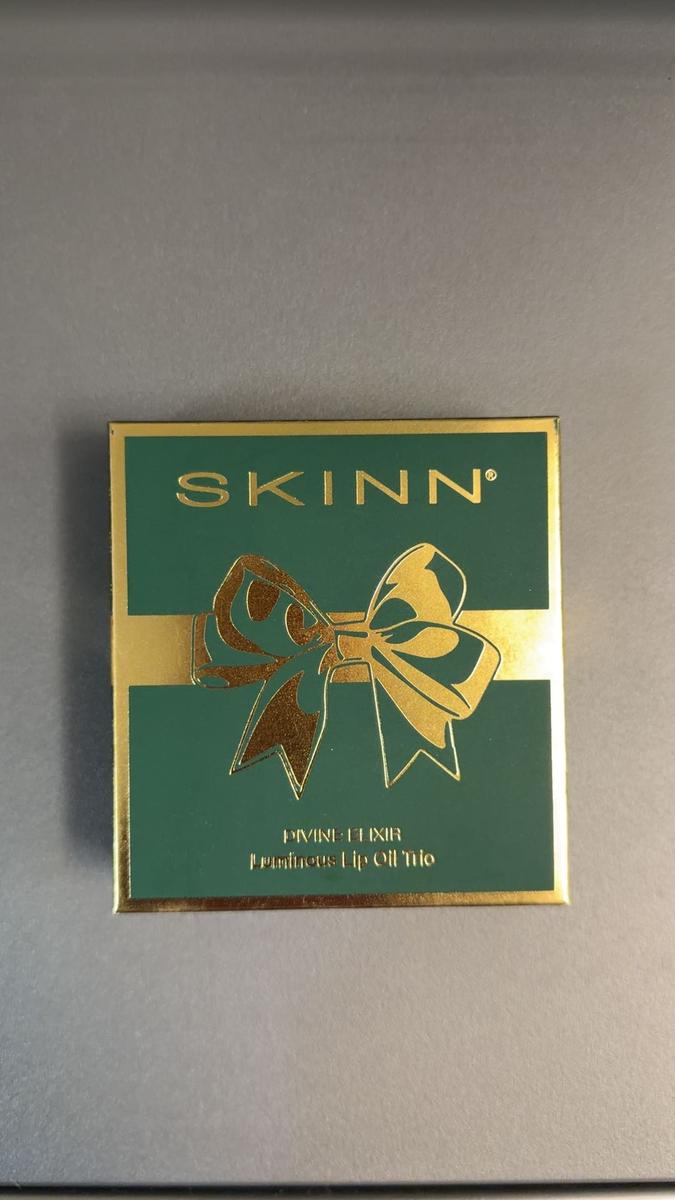 SKINN®
DIVINE ELIXIR
Luminous Lip Oil Trio